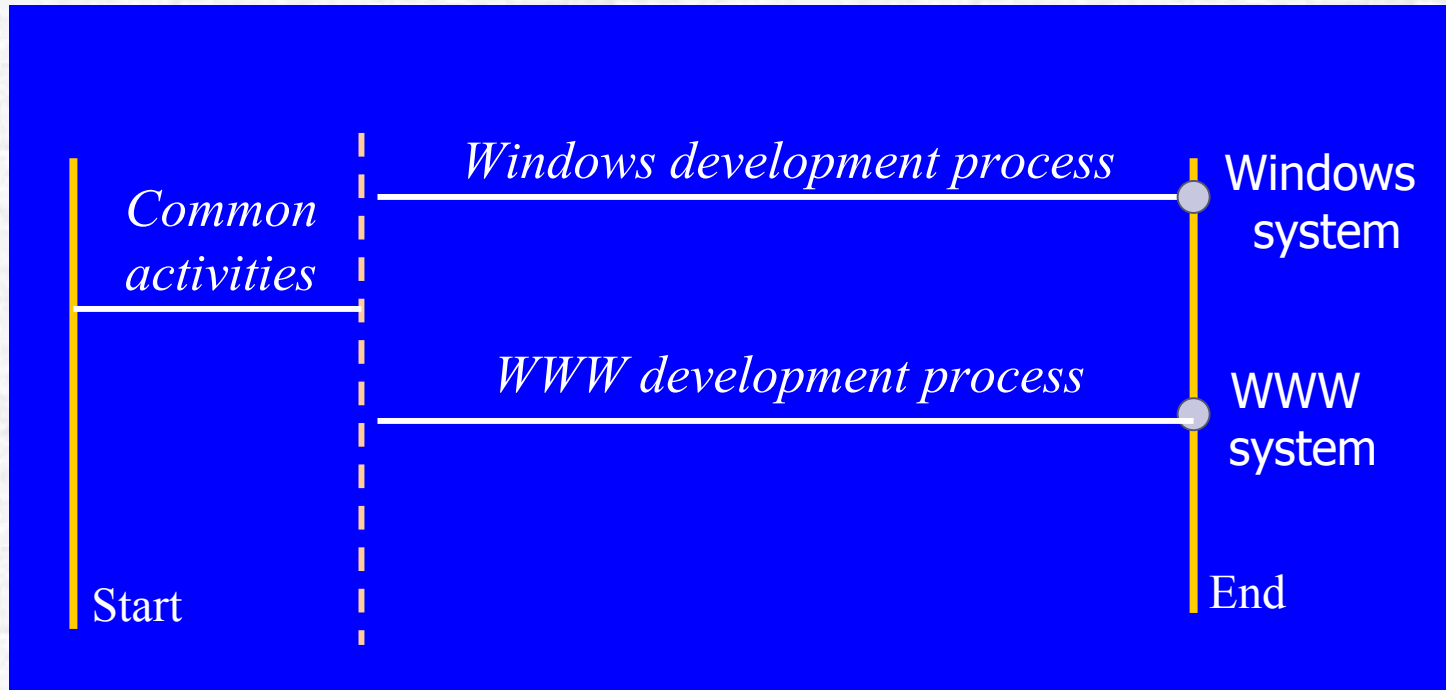 Common
activities
Windows development process
Windows
system
WWW development process
WWW
system
Start
End